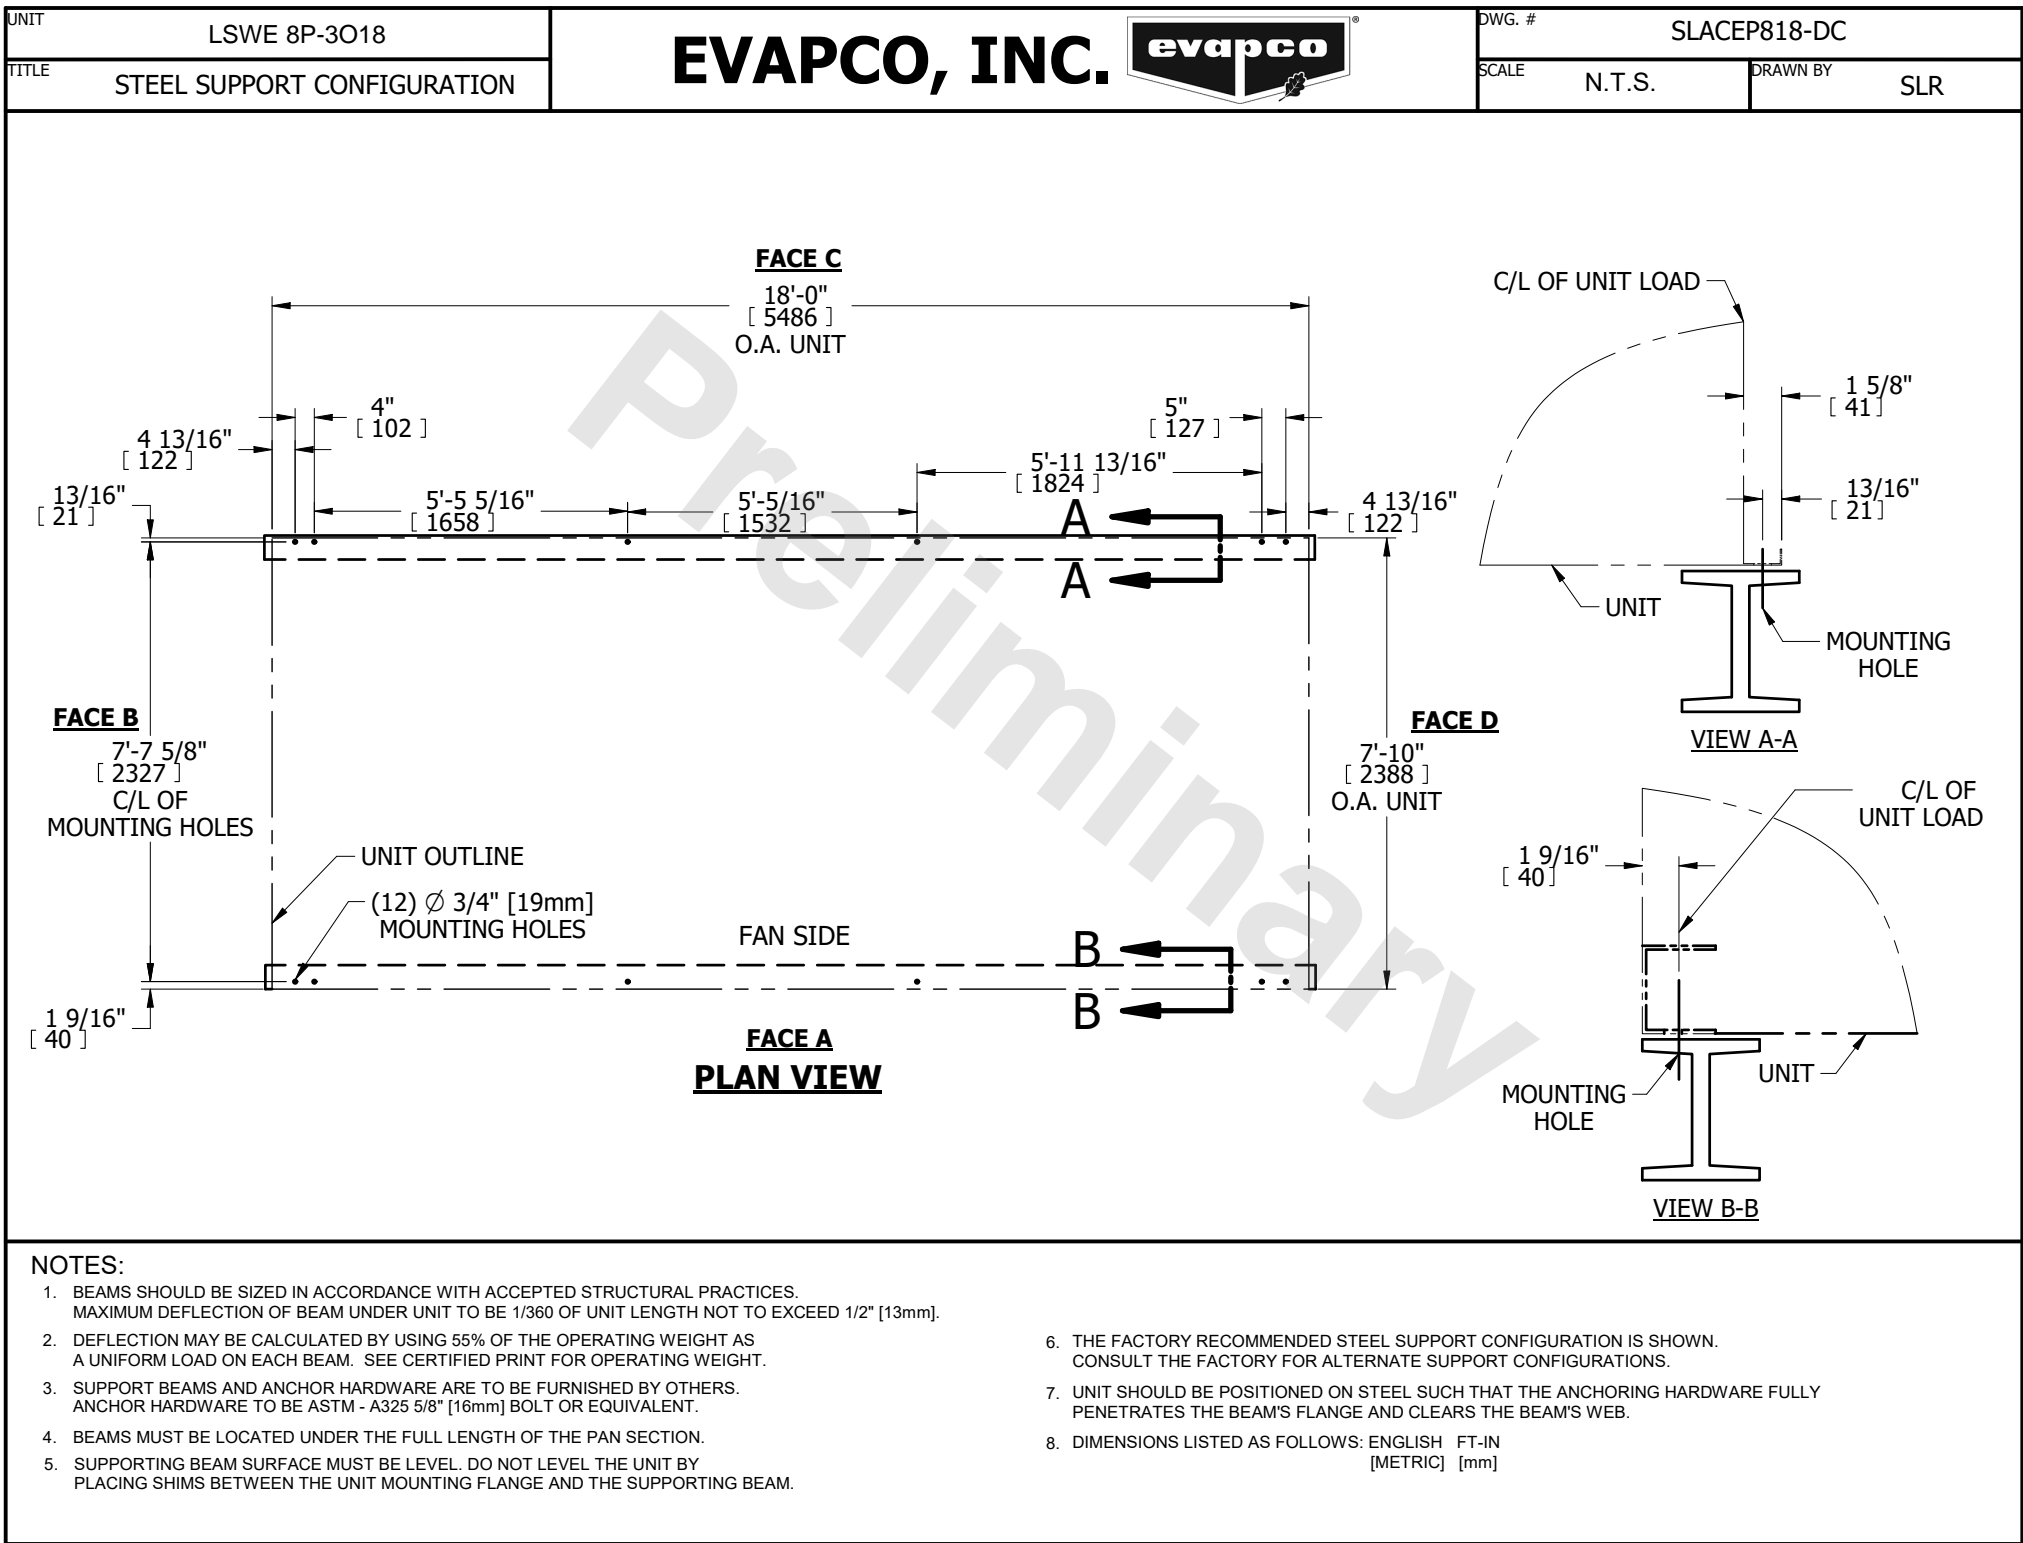 UNIT
LSWE 8P-3O18
TITLE
STEEL SUPPORT CONFIGURATION
EVAPCO, INC.
evapco
®
DWG. #
SLACEP818-DC
SCALE
N.T.S.
DRAWN BY
SLR
FACE C
18'-0"
[ 5486 ]
O.A. UNIT
4"
[ 102 ]
5"
[ 127 ]
4 13/16"
[ 122 ]
5'-11 13/16"
[ 1824 ]
13/16"
[ 21 ]
5'-5 5/16"
[ 1658 ]
5'-5/16"
[ 1532 ]
4 13/16"
[ 122 ]
A
A
FACE B
7'-7 5/8"
[ 2327 ]
C/L OF
MOUNTING HOLES
FACE D
7'-10"
[ 2388 ]
O.A. UNIT
UNIT OUTLINE
(12) Ø 3/4" [19mm]
MOUNTING HOLES
FAN SIDE
B
B
1 9/16"
[ 40 ]
FACE A
PLAN VIEW
Preliminary
C/L OF UNIT LOAD
1 5/8"
[ 41 ]
13/16"
[ 21 ]
UNIT
MOUNTING
HOLE
VIEW A-A
C/L OF
UNIT LOAD
1 9/16"
[ 40 ]
UNIT
MOUNTING
HOLE
VIEW B-B
NOTES:
1. BEAMS SHOULD BE SIZED IN ACCORDANCE WITH ACCEPTED STRUCTURAL PRACTICES.
MAXIMUM DEFLECTION OF BEAM UNDER UNIT TO BE 1/360 OF UNIT LENGTH NOT TO EXCEED 1/2" [13mm].
2. DEFLECTION MAY BE CALCULATED BY USING 55% OF THE OPERATING WEIGHT AS
A UNIFORM LOAD ON EACH BEAM. SEE CERTIFIED PRINT FOR OPERATING WEIGHT.
3. SUPPORT BEAMS AND ANCHOR HARDWARE ARE TO BE FURNISHED BY OTHERS.
ANCHOR HARDWARE TO BE ASTM - A325 5/8" [16mm] BOLT OR EQUIVALENT.
4. BEAMS MUST BE LOCATED UNDER THE FULL LENGTH OF THE PAN SECTION.
5. SUPPORTING BEAM SURFACE MUST BE LEVEL. DO NOT LEVEL THE UNIT BY
PLACING SHIMS BETWEEN THE UNIT MOUNTING FLANGE AND THE SUPPORTING BEAM.
6. THE FACTORY RECOMMENDED STEEL SUPPORT CONFIGURATION IS SHOWN.
CONSULT THE FACTORY FOR ALTERNATE SUPPORT CONFIGURATIONS.
7. UNIT SHOULD BE POSITIONED ON STEEL SUCH THAT THE ANCHORING HARDWARE FULLY
PENETRATES THE BEAM'S FLANGE AND CLEARS THE BEAM'S WEB.
8. DIMENSIONS LISTED AS FOLLOWS: ENGLISH FT-IN
[METRIC] [mm]